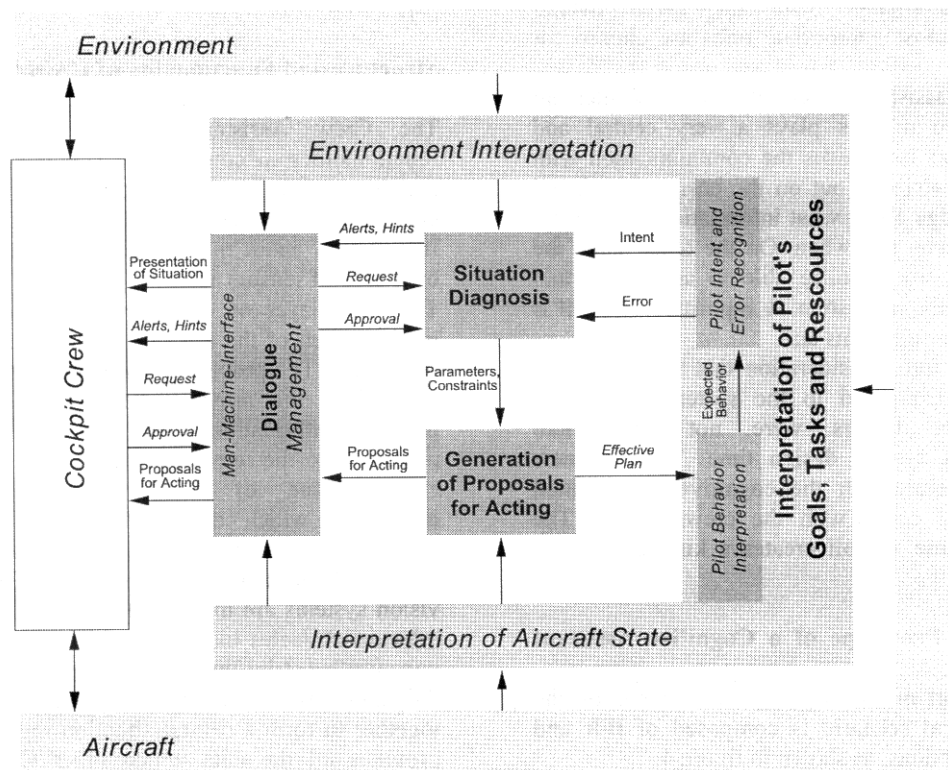 Environment
Environment Interpretation
Cockpit Crew
Presentation
of Situation
Alerts, Hints
Request
Approval
Proposals
for Acting
Man-Machine-Interface
Dialogue
Management
Alerts, Hints
Request
Approval
Proposals
for Acting
Situation
Diagnosis
Parameters,
Constraints
Generation
of Proposals
for Acting
Intent
Error
Effective
Plan
Pilot Intent and
Error Recognition
Expected
Behavior
Pilot Behavior
Interpretation
Interpretation of Pilot's
Goals, Tasks and Rescources
Interpretation of Aircraft State
Aircraft